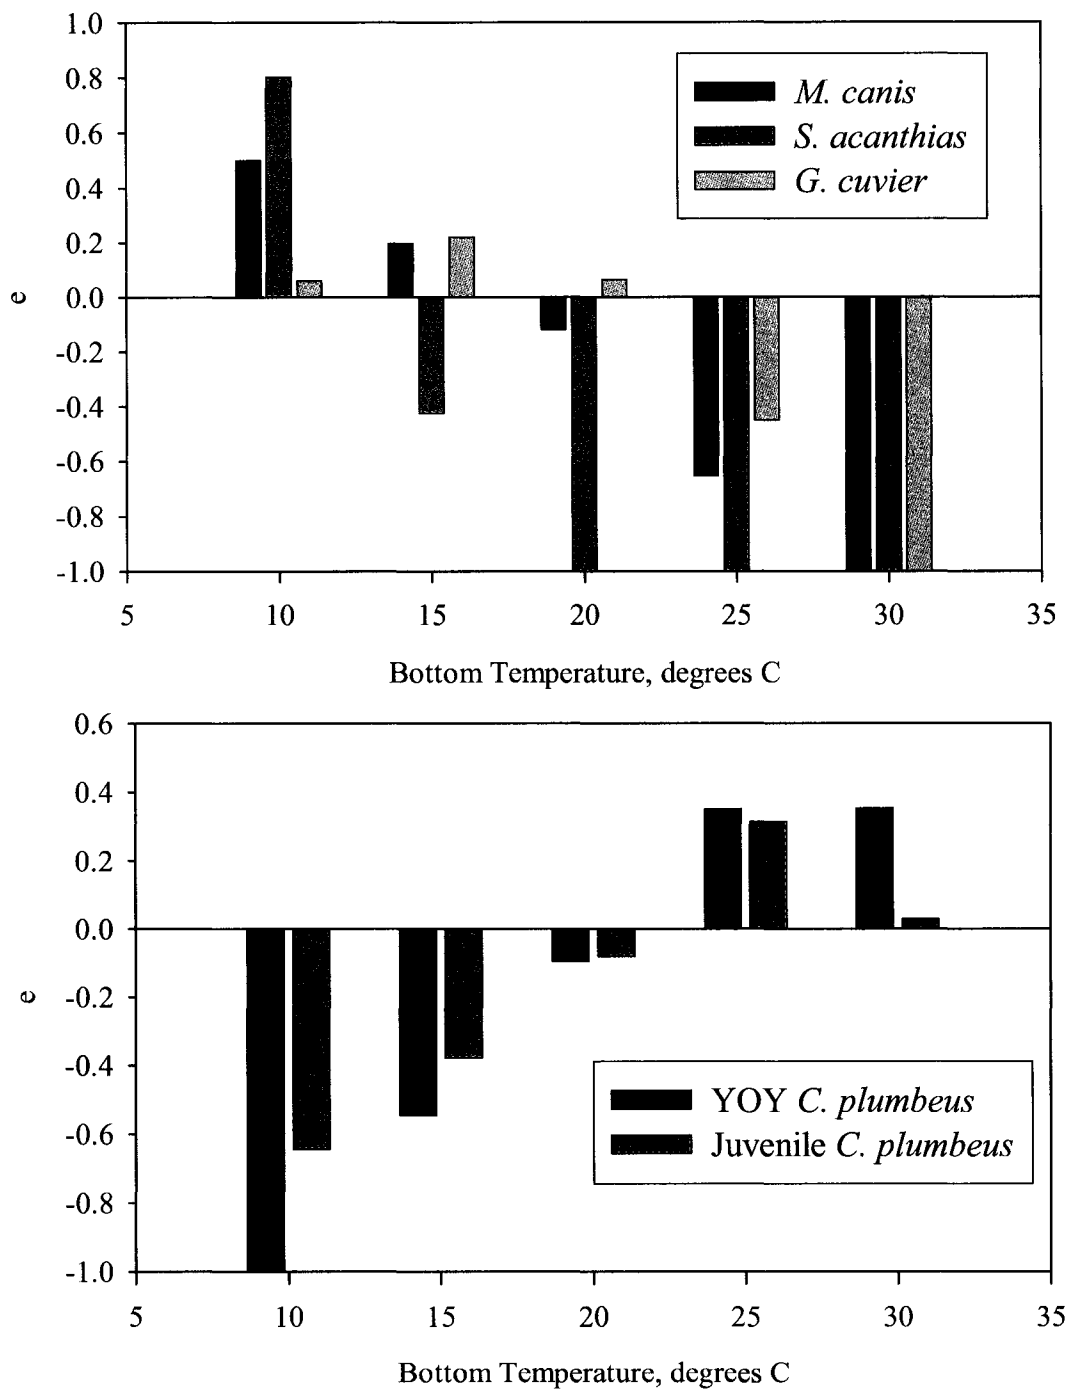 1.0
0.8
0.6
0.4
0.2
0.0
-0.2
-0.4
-0.6
-0.8
-1.0
e
M. canis
S. acanthias
G. cuvier
5 10 15 20 25 30 35
Bottom Temperature, degrees C
0.6
0.4
0.2
0.0
-0.2
-0.4
-0.6
-0.8
-1.0
e
YOY C. plumbeus
Juvenile C. plumbeus
5 10 15 20 25 30 35
Bottom Temperature, degrees C